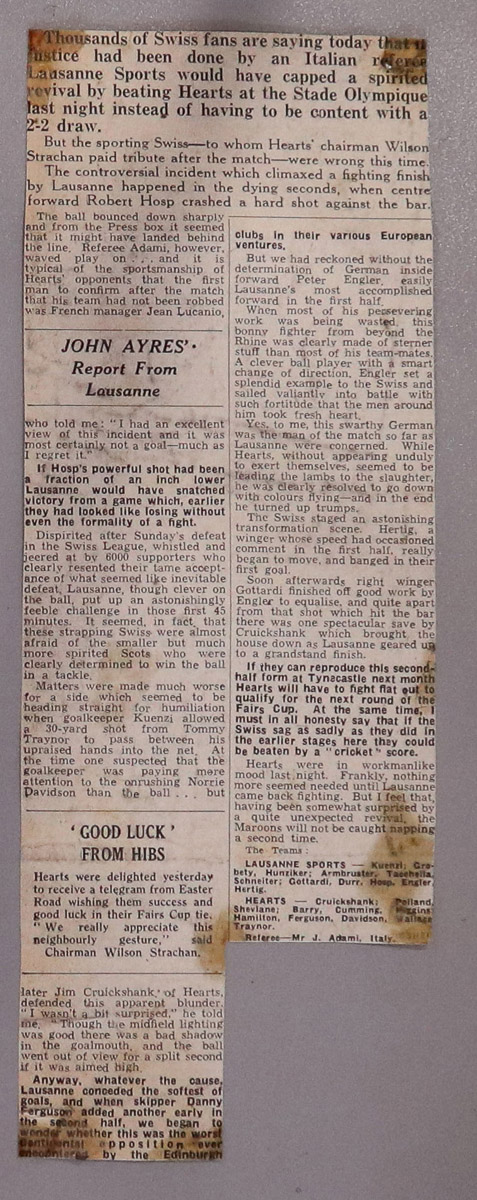 Thousands of Swiss fans are saying today that if
justice had been done by an Italian referee
Lausanne Sports would have capped a spirited
revival by beating Hearts at the Stade Olympique
last night instead of having to be content with a
2-2 draw.
But the sporting Swiss—to whom Hearts' chairman Wilson
Strachan paid tribute after the match—were wrong this time.
The controversial incident which climaxed a fighting finish
by Lausanne happened in the dying seconds, when centre
forward Robert Hosp crashed a hard shot against the bar.
The ball bounced down sharply
and from the Press box it seemed
that it might have landed behind
the line. Referee Adami, however,
waved play on . . . and it is
typical of the sportsmanship of
Hearts' opponents that the first
man to confirm after the match
that his team had not been robbed
was French manager Jean Lucanio,
JOHN AYRES'
Report From
Lausanne
who told me: "I had an excellent
view of this incident and it was
most certainly not a goal—much as
I regret it."
If Hosp's powerful shot had been
a fraction of an inch lower
Lausanne would have snatched
victory from a game which, earlier
they had looked like losing without
even the formality of a fight.
Dispirited after Sunday's defeat
in the Swiss League, whistled and
jeered at by 6000 supporters who
clearly resented their tame accept-
ance of what seemed like inevitable
defeat, Lausanne, though clever on
the ball, put up an astonishingly
feeble challenge in those first 45
minutes. It seemed, in fact, that
these strapping Swiss were almost
afraid of the smaller but much
more spirited Scots who were
clearly determined to win the ball
in a tackle.
Matters were made much worse
for a side which seemed to be
heading straight for humiliation
when goalkeeper Kuenzi allowed
a 30-yard shot from Tommy
Traynor to pass between his
upraised hands into the net. At
the time one suspected that the
goalkeeper was paying more
attention to the onrushing Norrie
Davidson than the ball . . . but
'GOOD LUCK'
FROM HIBS
Hearts were delighted yesterday
to receive a telegram from Easter
Road wishing them success and
good luck in their Fairs Cup tie.
"We really appreciate this
neighbourly gesture," said
Chairman Wilson Strachan.
later Jim Cruickshank, of Hearts,
defended this apparent blunder.
"I wasn't a bit surprised," he told
me. "Though the midfield lighting
was good there was a bad shadow
in the goalmouth, and the ball
went out of view for a split second
if it was aimed high.
Anyway, whatever the cause,
Lausanne conceded the softest of
goals, and when skipper Danny
Ferguson added another early in
the second half, we began to
wonder whether this was the worst
Continental opposition ever
encountered by the Edinburgh
clubs in their various European
ventures.
But we had reckoned without the
determination of German inside
forward Peter Engler, easily
Lausanne's most accomplished
forward in the first half.
When most of his persevering
work was being wasted, this
bonny fighter from beyond the
Rhine was clearly made of sterner
stuff than most of his team-mates.
A clever ball player with a smart
change of direction, Engler set a
splendid example to the Swiss and
sailed valiantly into battle with
such fortitude that the men around
him took fresh heart.
Yes, to me, this swarthy German
was the man of the match so far as
Lausanne were concerned. While
Hearts, without appearing unduly
to exert themselves, seemed to be
leading the lambs to the slaughter,
he was clearly resolved to go down
with colours flying—and in the end
he turned up trumps.
The Swiss staged an astonishing
transformation scene. Hertig, a
winger whose speed had occasioned
comment in the first half, really
began to move, and banged in their
first goal.
Soon afterwards right winger
Gottardi finished off good work by
Engler to equalise, and quite apart
from that shot which hit the bar
there was one spectacular save by
Cruickshank which brought the
house down as Lausanne geared up
to a grandstand finish.
If they can reproduce this second-
half form at Tynecastle next month
Hearts will have to fight flat out to
qualify for the next round of the
Fairs Cup. At the same time, I
must in all honesty say that if the
Swiss sag as sadly as they did in
the earlier stages here they could
be beaten by a "cricket" score.
Hearts were in workmanlike
mood last night. Frankly, nothing
more seemed needed until Lausanne
came back fighting. But I feel that,
having been somewhat surprised by
a quite unexpected revival, the
Maroons will not be caught napping
a second time.
The Teams:
LAUSANNE SPORTS — Kuenzi; Gro-
bety, Hunziker; Armbruster, Tacchella,
Schneiter; Gottardi, Durr, Hosp, Engler,
Hertig.
HEARTS — Cruickshank; Polland,
Shevlane; Barry, Cumming, Higgins;
Hamilton, Ferguson, Davidson, Wallace
Traynor.
Referee—Mr J. Adami, Italy.